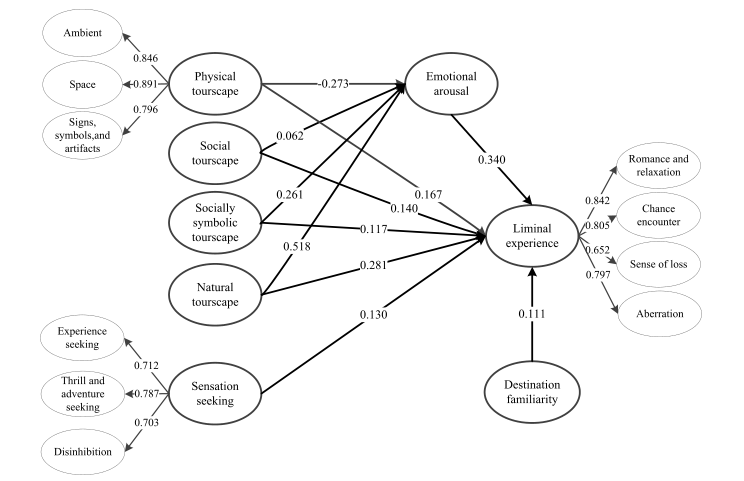 Ambient
0.846
Space
0.891
Signs,
symbols,and
artifacts
0.796
Physical
tourscape
-0.273
Emotional
arousal
Social
tourscape
0.062
0.340
Romance and
relaxation
0.842
0.167
0.140
Socially
symbolic
tourscape
0.261
0.117
Liminal
experience
Chance
encounter
0.805
0.652
Sense of loss
0.797
Aberration
0.518
0.281
Natural
tourscape
0.130
0.111
Experience
seeking
0.712
Thrill and
adventure
seeking
0.787
Disinhibition
0.703
Sensation
seeking
Destination
familiarity